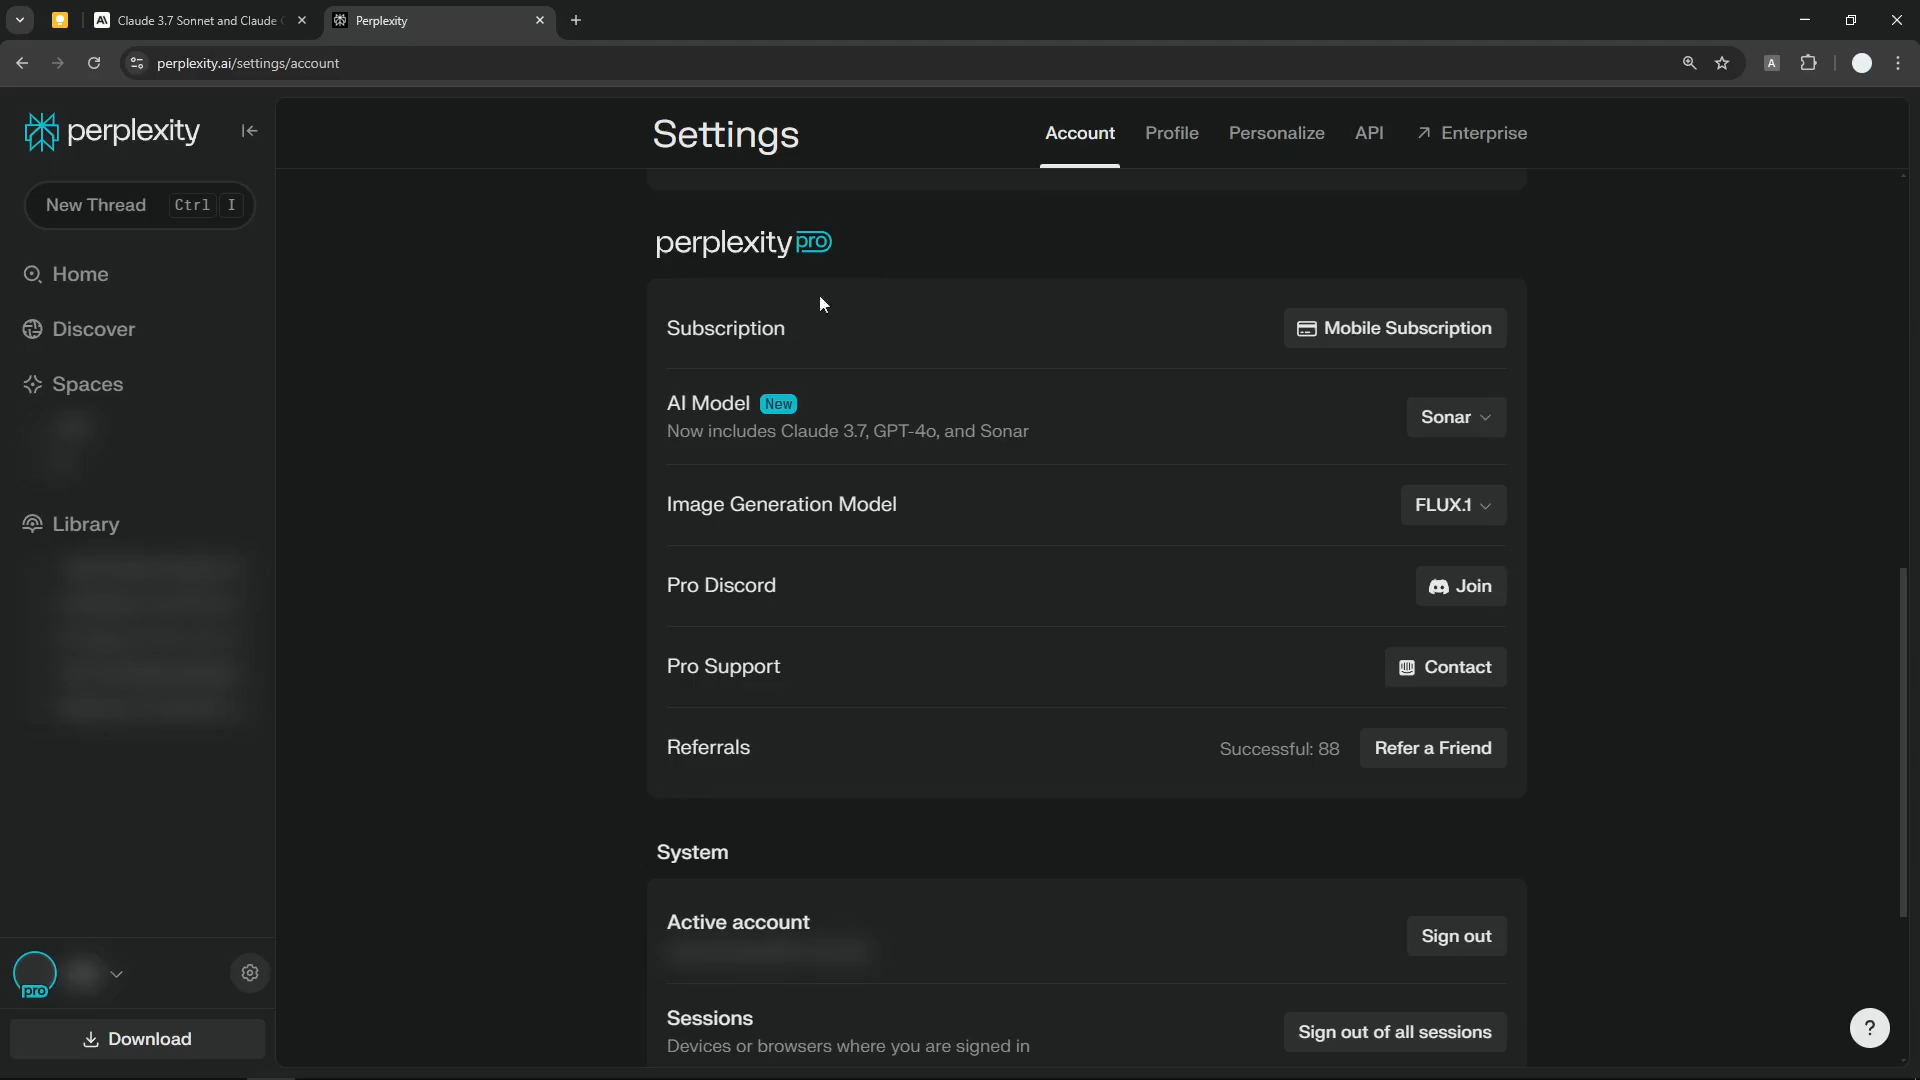 Claude 3.7 Sonnet and Claude
Perplexity
perplexity.ai/settings/account
A
perplexity
New Thread Ctrl I
Home
Discover
Spaces
Library
pro
Download
Settings
Account Profile Personalize API Enterprise
perplexity pro
Subscription Mobile Subscription
AI Model New
Now includes Claude 3.7, GPT-4o, and Sonar
Sonar
Image Generation Model FLUX.1
Pro Discord Join
Pro Support Contact
Referrals Successful: 88 Refer a Friend
System
Active account
Sign out
Sessions
Devices or browsers where you are signed in
Sign out of all sessions
?